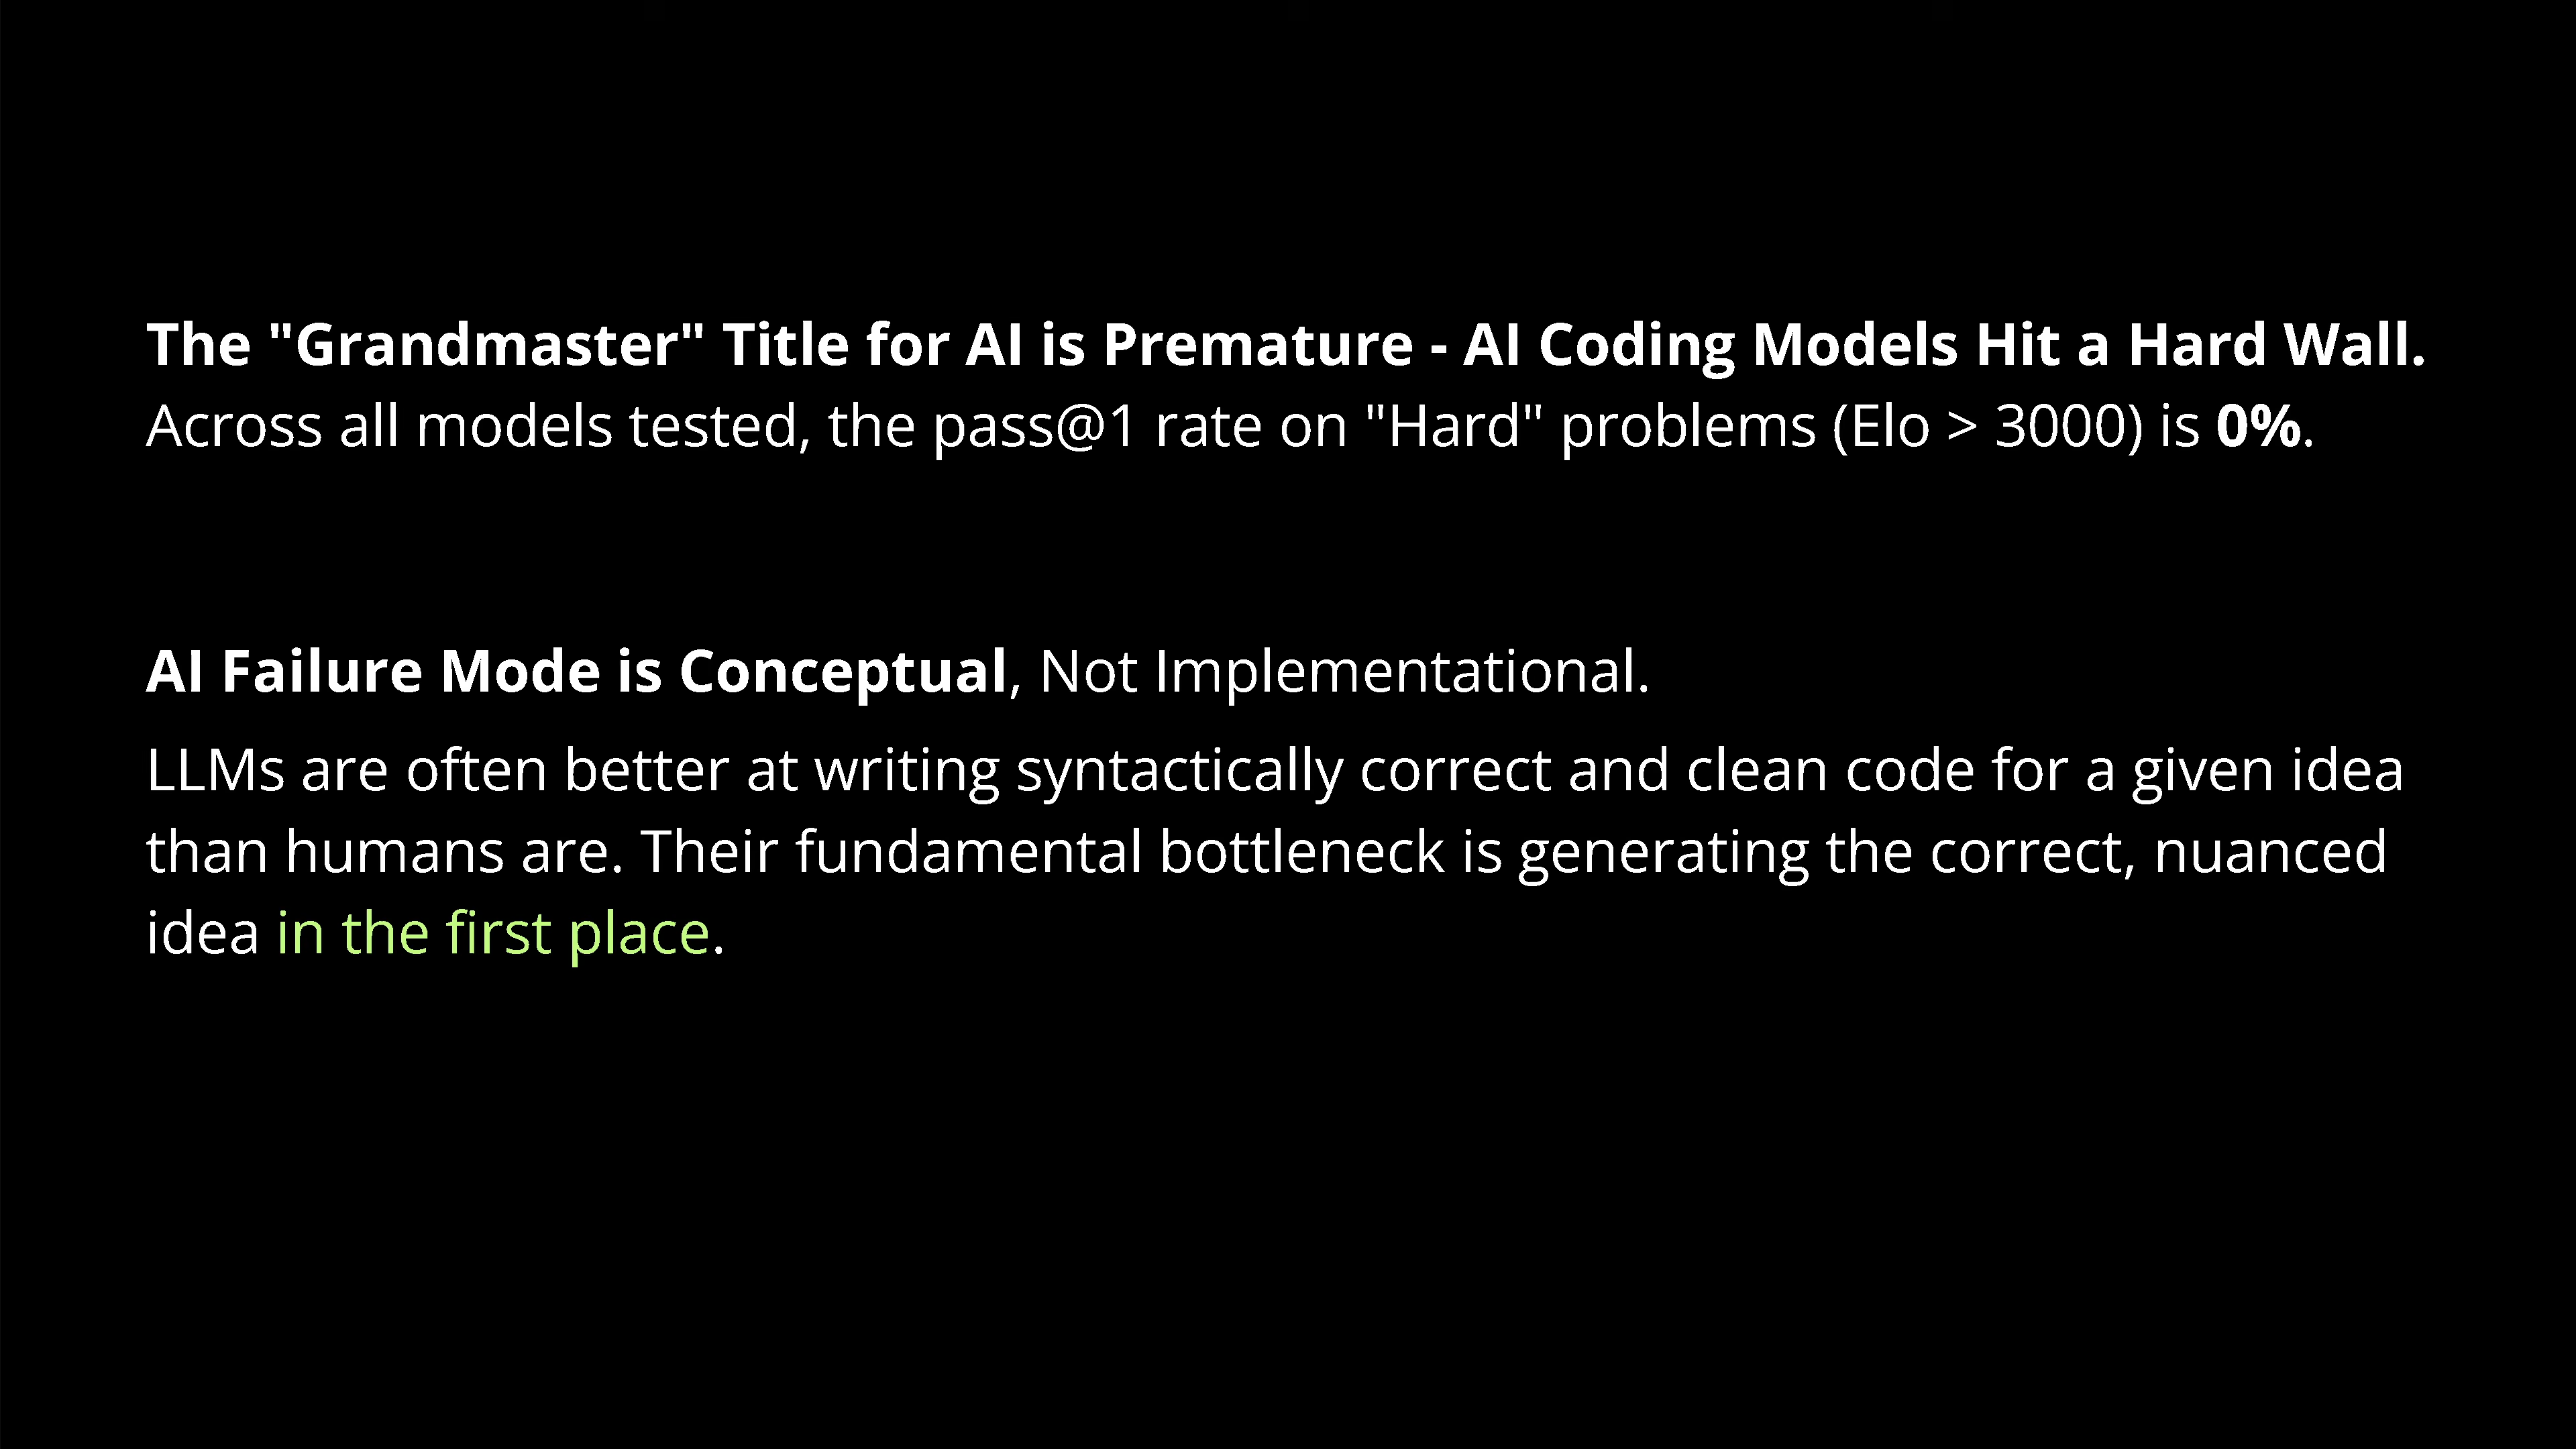 The "Grandmaster" Title for AI is Premature - AI Coding Models Hit a Hard Wall.
Across all models tested, the pass@1 rate on "Hard" problems (Elo > 3000) is 0%.
AI Failure Mode is Conceptual, Not Implementational.
LLMs are often better at writing syntactically correct and clean code for a given idea
than humans are. Their fundamental bottleneck is generating the correct, nuanced
idea in the first place.